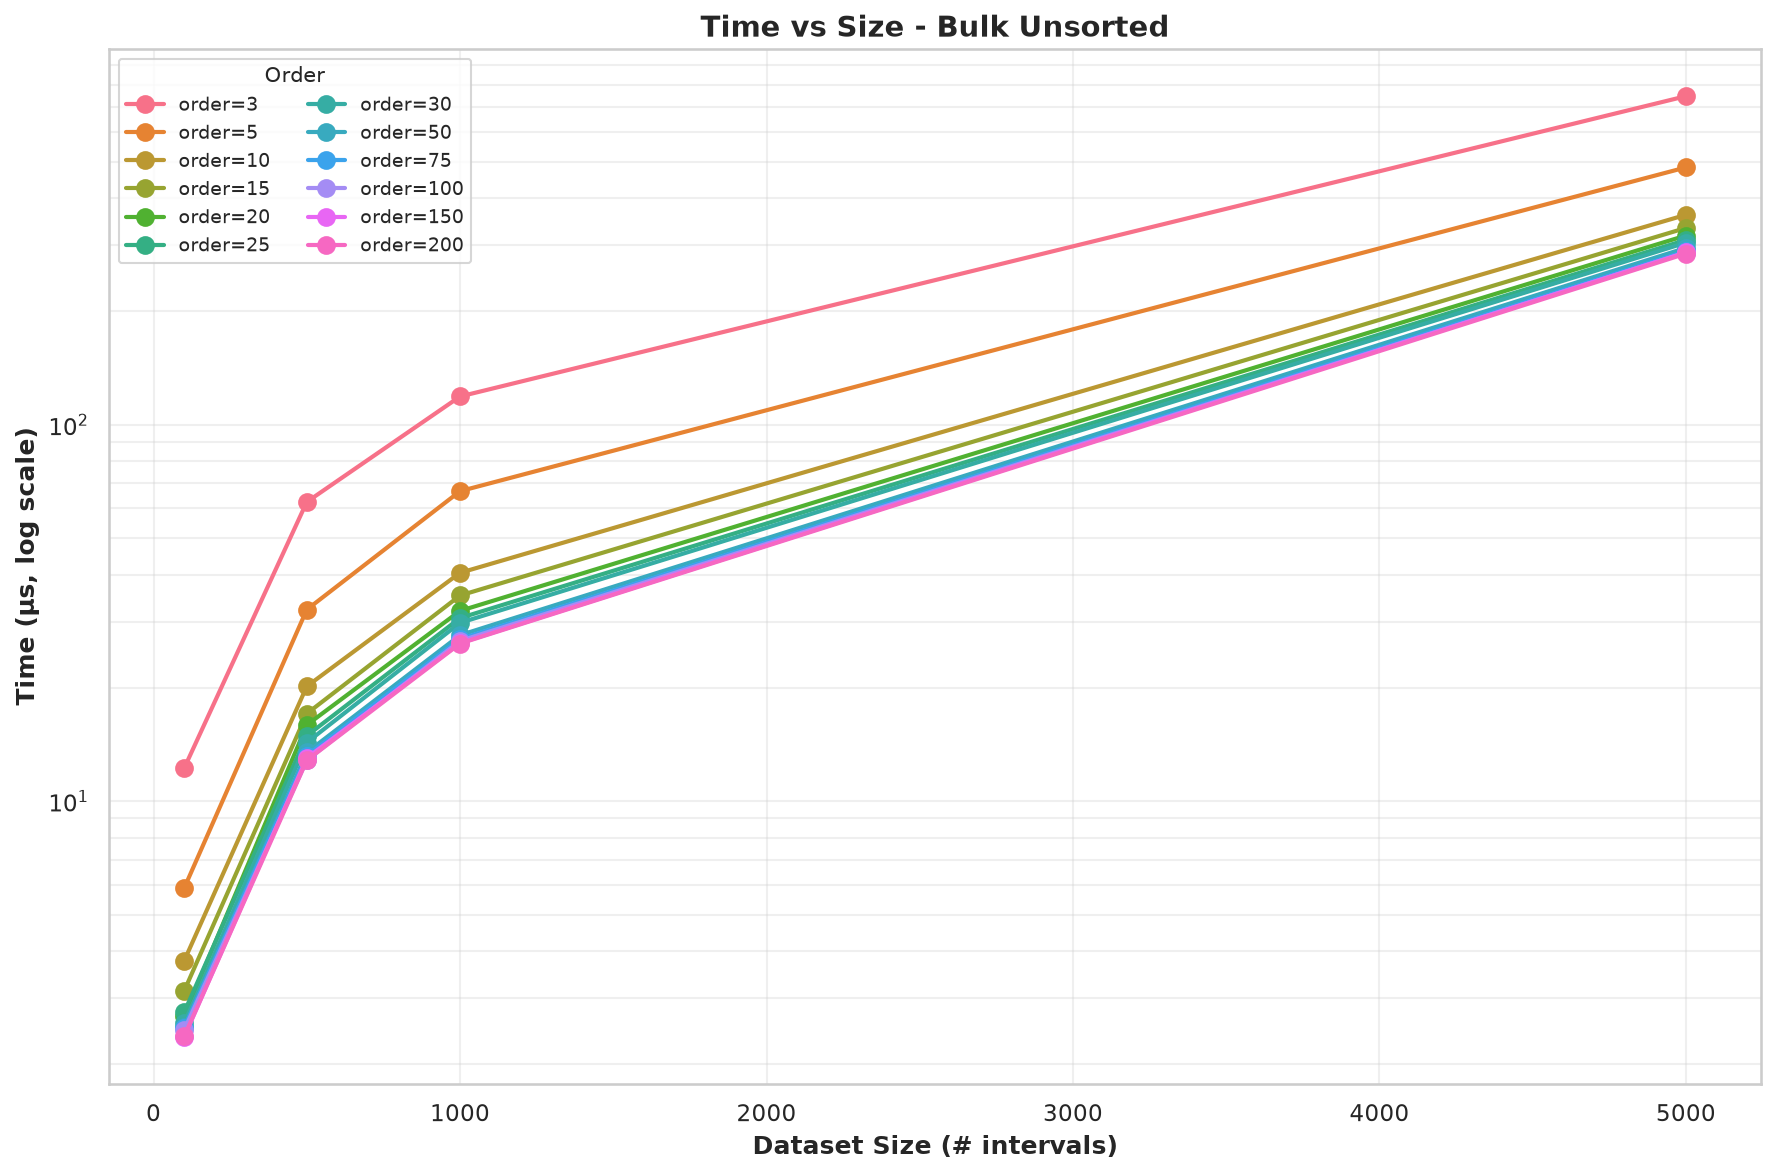 Time vs Size - Bulk Unsorted
Order
order=3
order=5
order=10
order=15
order=20
order=25
order=30
order=50
order=75
order=100
order=150
order=200
Time (µs, log scale)
10²
10¹
0 1000 2000 3000 4000 5000
Dataset Size (# intervals)